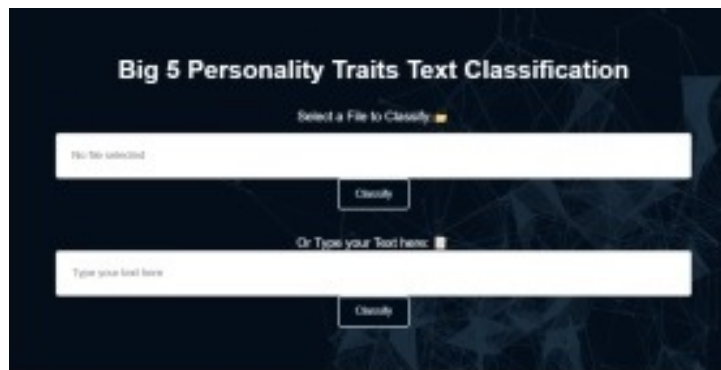 Big 5 Personality Traits Text Classification
Select a File to Classify:
No file selected
Classify
Or Type your Text here:
Type your text here
Classify